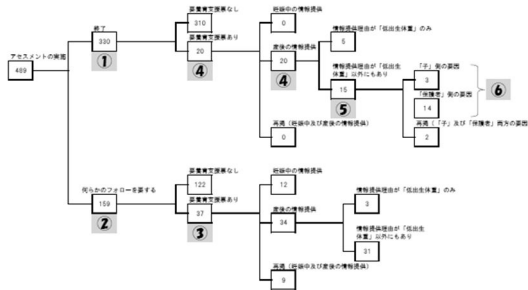 アセスメントの実施
489
終了
330
①
要養育支援票なし
310
要養育支援票あり
20
④
妊娠中の情報提供
0
産後の情報提供
20
④
再掲(妊娠中及び産後の情報提供)
0
情報提供理由が「低出生体重」のみ
5
情報提供理由が「低出生
体重」以外にもあり
15
⑤
「子」側の要因
3
「保護者」側の要因
14
再掲(「子」及び「保護者」両方の要因
2
⑥
何らかのフォローを要する
159
②
要養育支援票なし
122
要養育支援票あり
37
③
妊娠中の情報提供
12
産後の情報提供
34
再掲(妊娠中及び産後の情報提供)
9
情報提供理由が「低出生体重」のみ
3
情報提供理由が「低出生
体重」以外にもあり
31